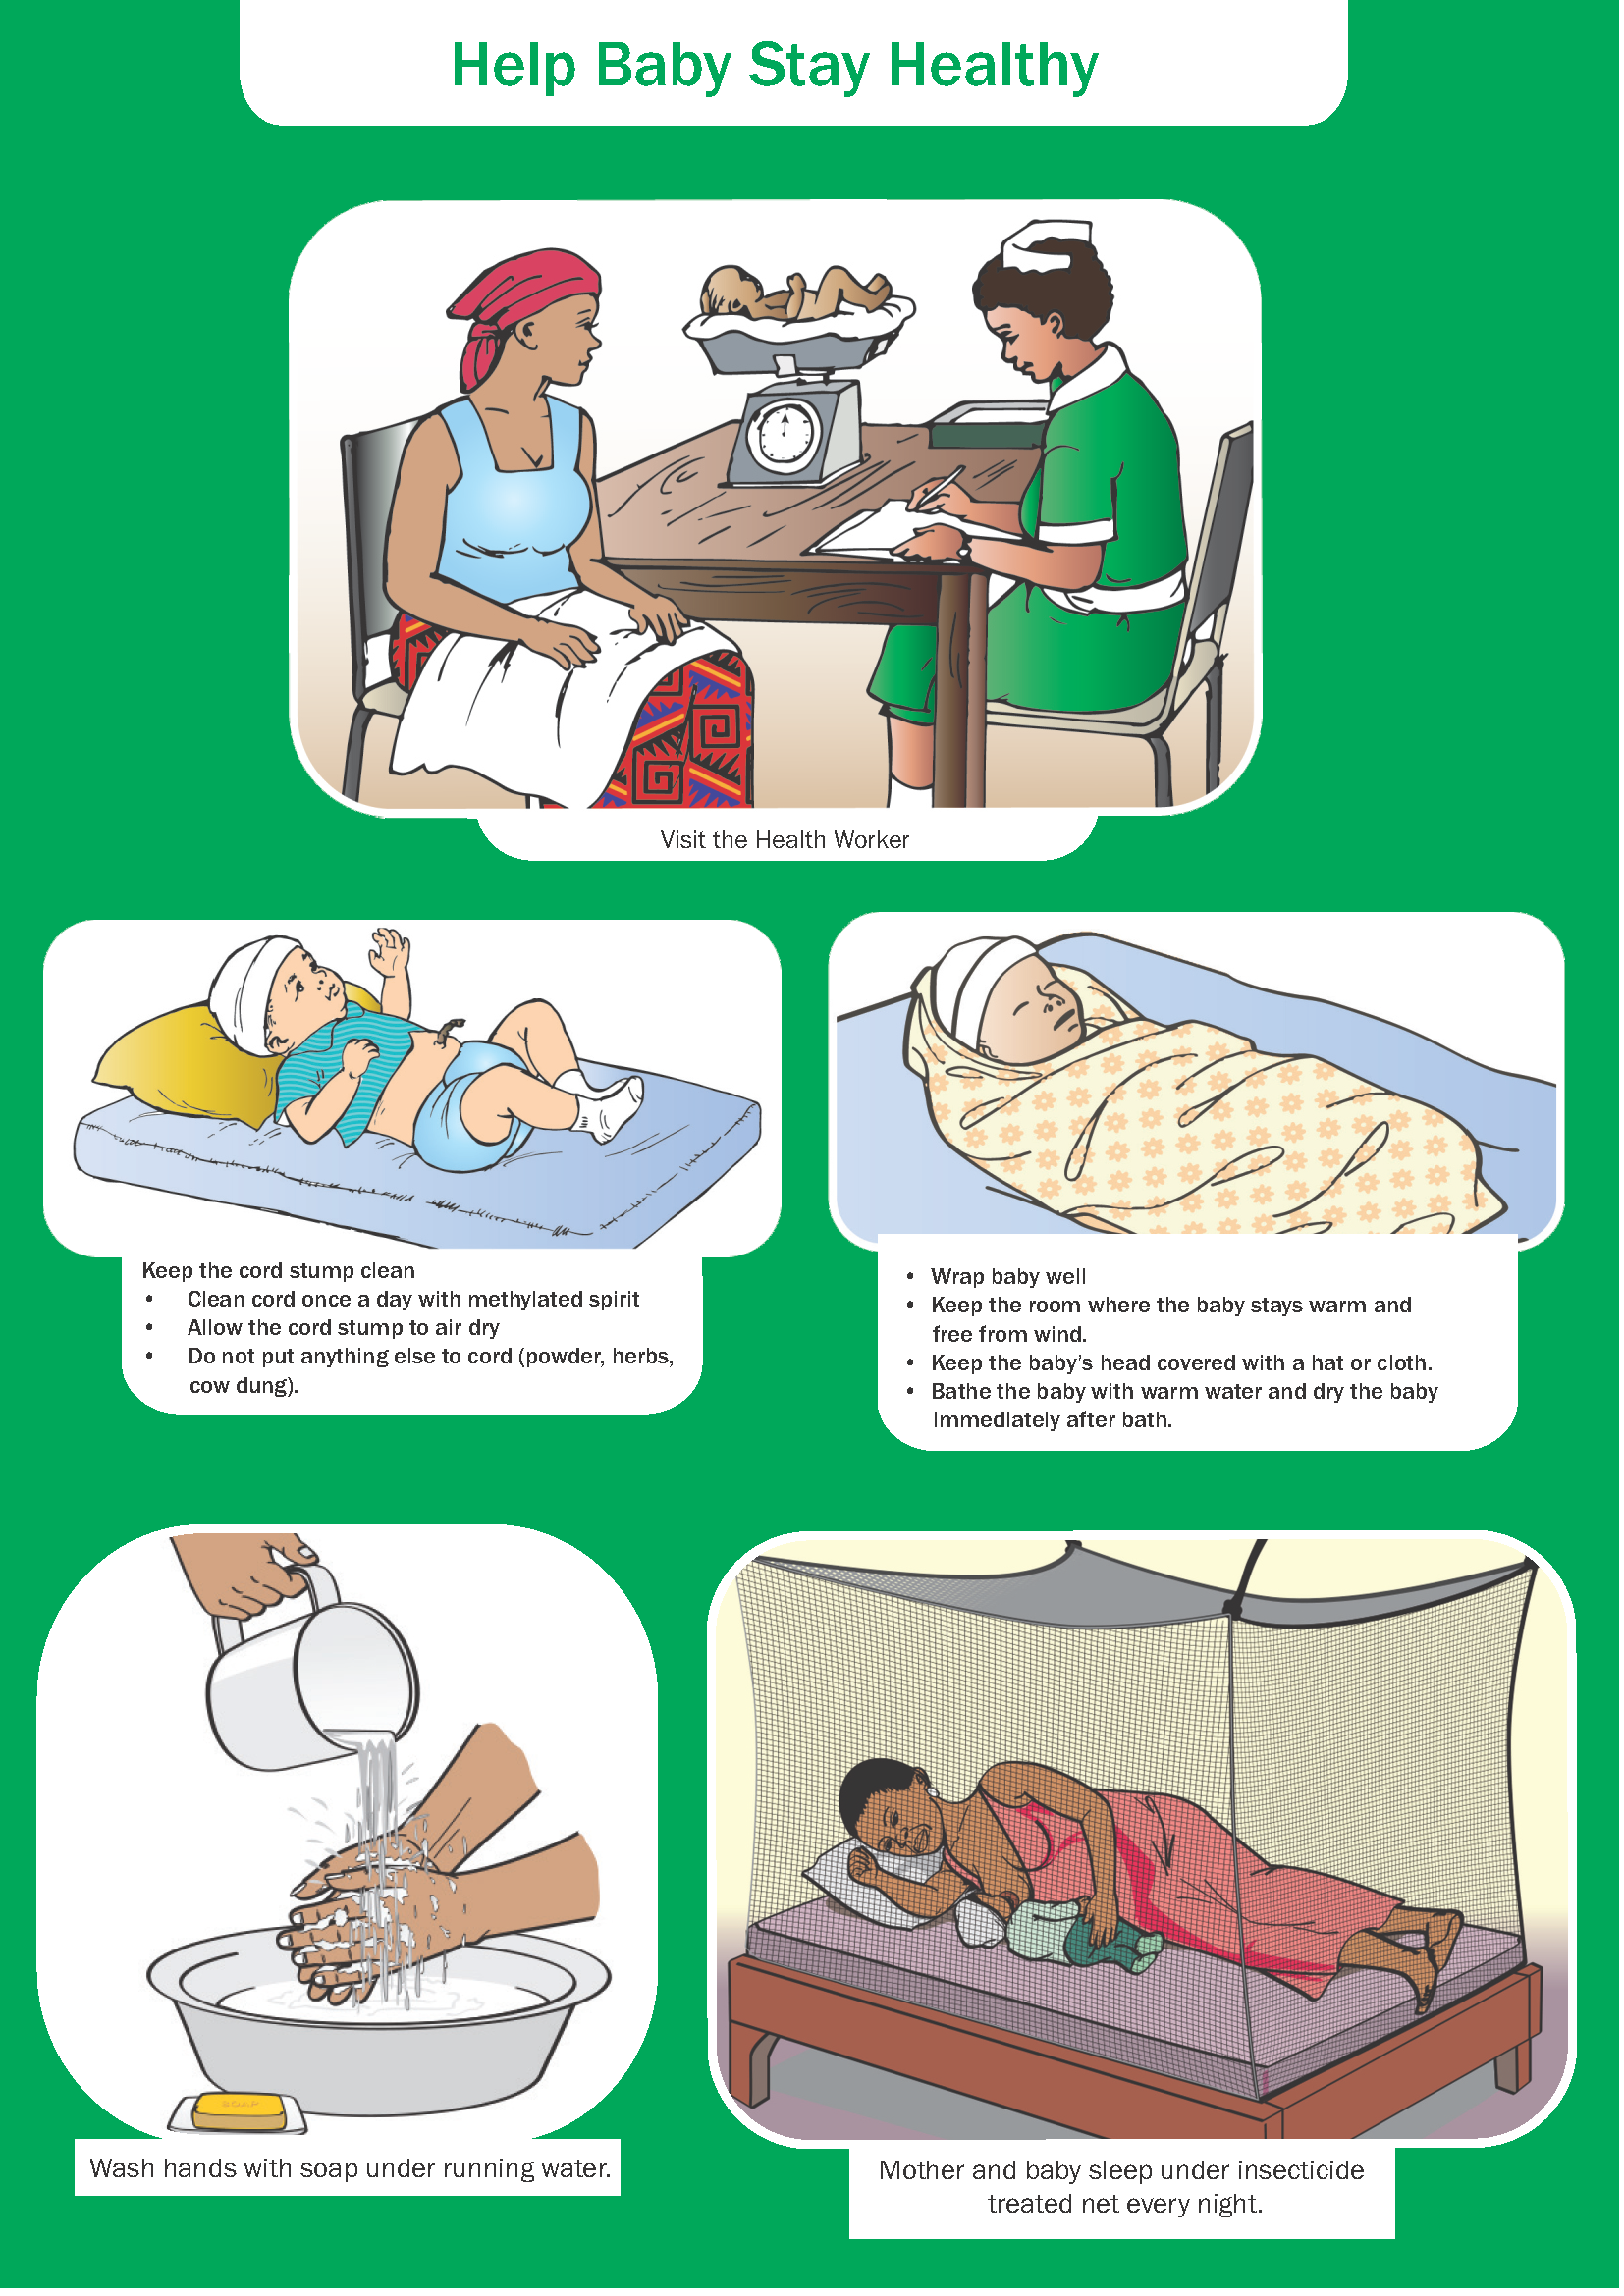 Help Baby Stay Healthy
Visit the Health Worker
Keep the cord stump clean
• Clean cord once a day with methylated spirit
• Allow the cord stump to air dry
• Do not put anything else to cord (powder, herbs,
cow dung).
• Wrap baby well
• Keep the room where the baby stays warm and
free from wind.
• Keep the baby's head covered with a hat or cloth.
• Bathe the baby with warm water and dry the baby
immediately after bath.
Wash hands with soap under running water.
Mother and baby sleep under insecticide
treated net every night.